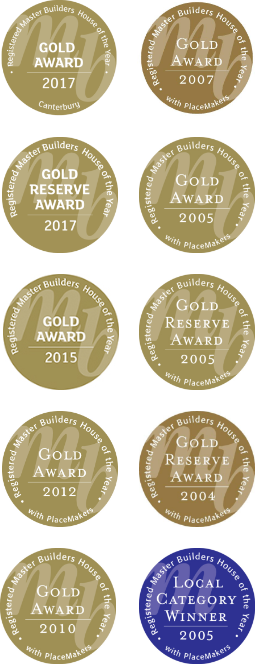 Registered Master Builders House of the Year
GOLD
AWARD
2017
Canterbury
Registered Master Builders House of the Year
GOLD
AWARD
2007
with PlaceMakers
Registered Master Builders House of the Year
GOLD
RESERVE
AWARD
2017
Registered Master Builders House of the Year
GOLD
AWARD
2005
with PlaceMakers
Registered Master Builders House of the Year
GOLD
AWARD
2015
Registered Master Builders House of the Year
GOLD
RESERVE
AWARD
2005
with PlaceMakers
Registered Master Builders House of the Year
GOLD
AWARD
2012
with PlaceMakers
Registered Master Builders House of the Year
GOLD
RESERVE
AWARD
2004
with PlaceMakers
Registered Master Builders House of the Year
GOLD
AWARD
2010
with PlaceMakers
Registered Master Builders House of the Year
LOCAL
CATEGORY
WINNER
2005
with PlaceMakers